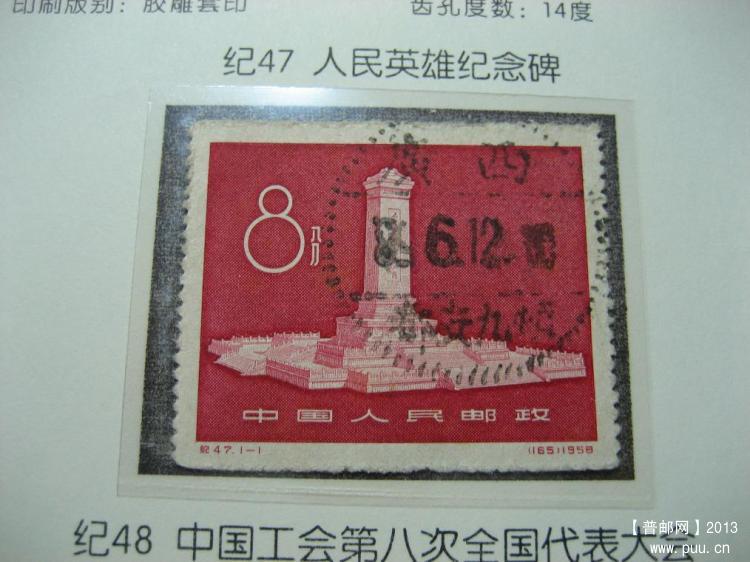 印刷版别：胶雕套印 齿孔度数：14度
纪47 人民英雄纪念碑
廣西
8分
6.12
中国人民邮政
纪47.1-1 (165)1958
纪48 中国工会第八次全国代表大会
【普邮网】2013
www.puu.cn